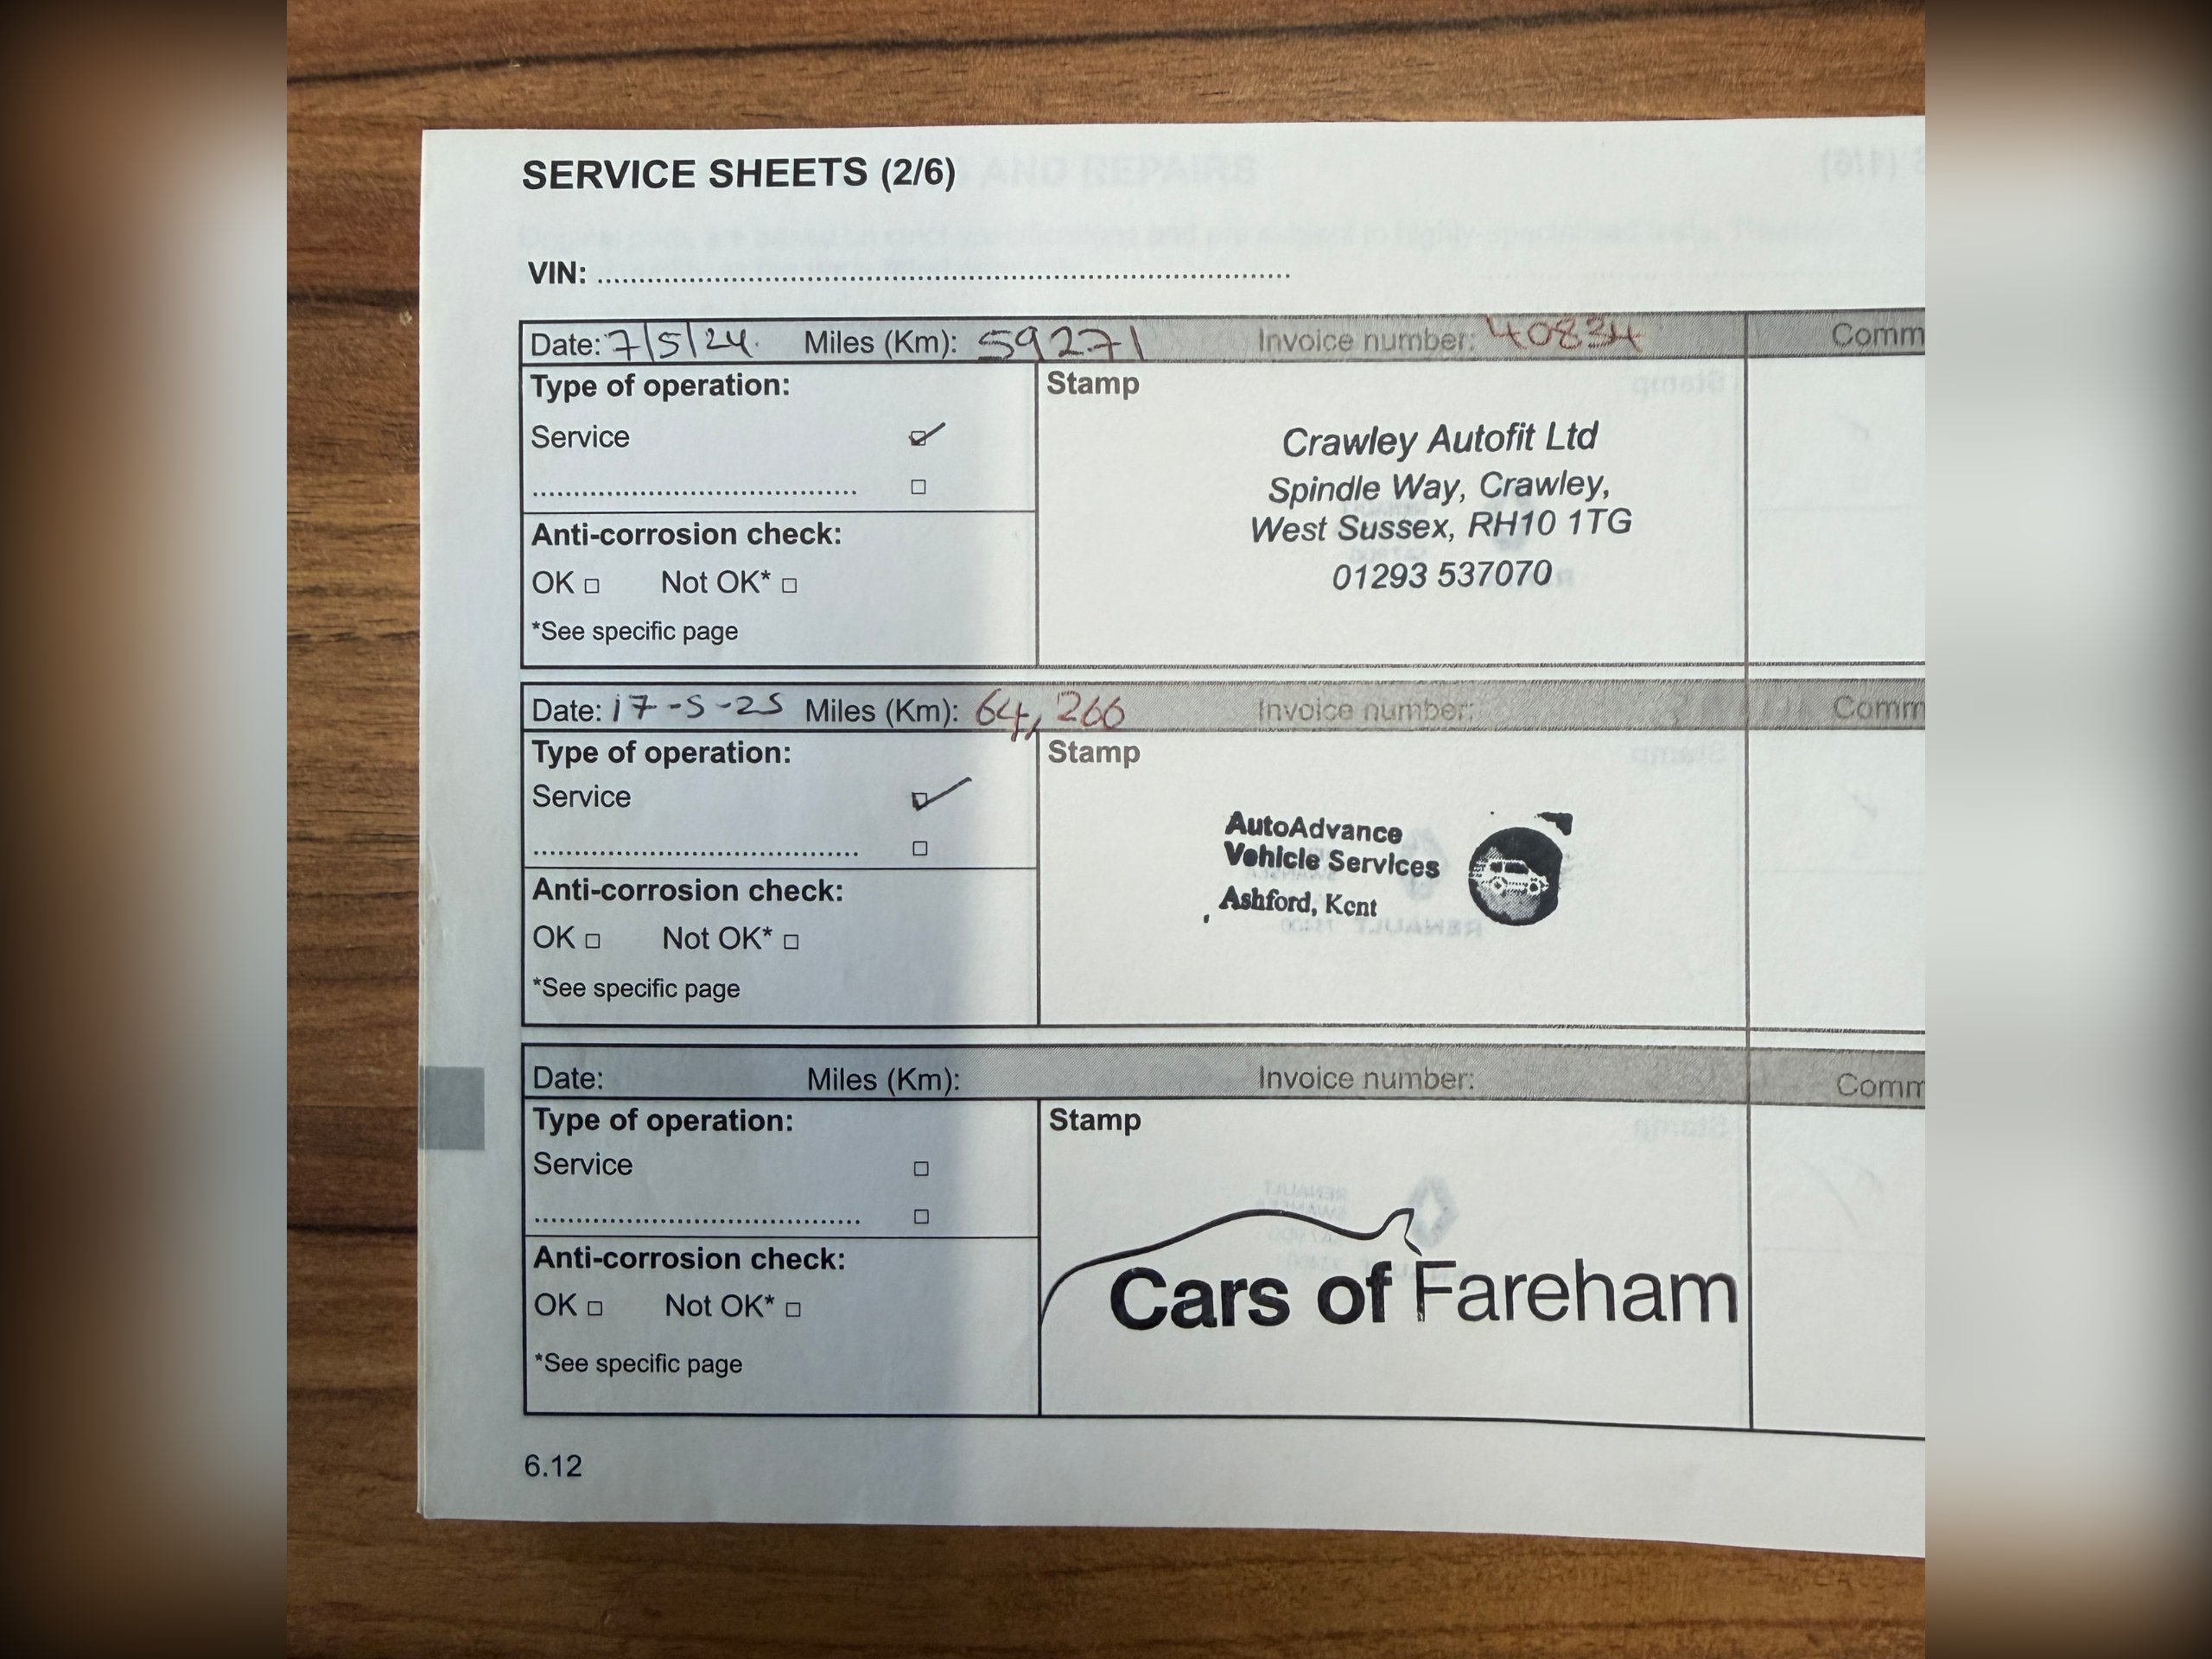 SERVICE SHEETS (2/6)
VIN: ..........
Date: 7/5/24. Miles (Km): 59271 Invoice number: 40834 Comm
Type of operation: Stamp
Service
Crawley Autofit Ltd
Spindle Way, Crawley,
West Sussex, RH10 1TG
01293 537070
Anti-corrosion check:
OK Not OK*
*See specific page
Date: 17-5-25 Miles (Km): 64,266 Invoice number: Comm
Type of operation: Stamp
Service
AutoAdvance
Vehicle Services
Ashford, Kent
Anti-corrosion check:
OK Not OK*
*See specific page
Date: Miles (Km): Invoice number: Comm
Type of operation: Stamp
Service
Cars of Fareham
Anti-corrosion check:
OK Not OK*
*See specific page
6.12